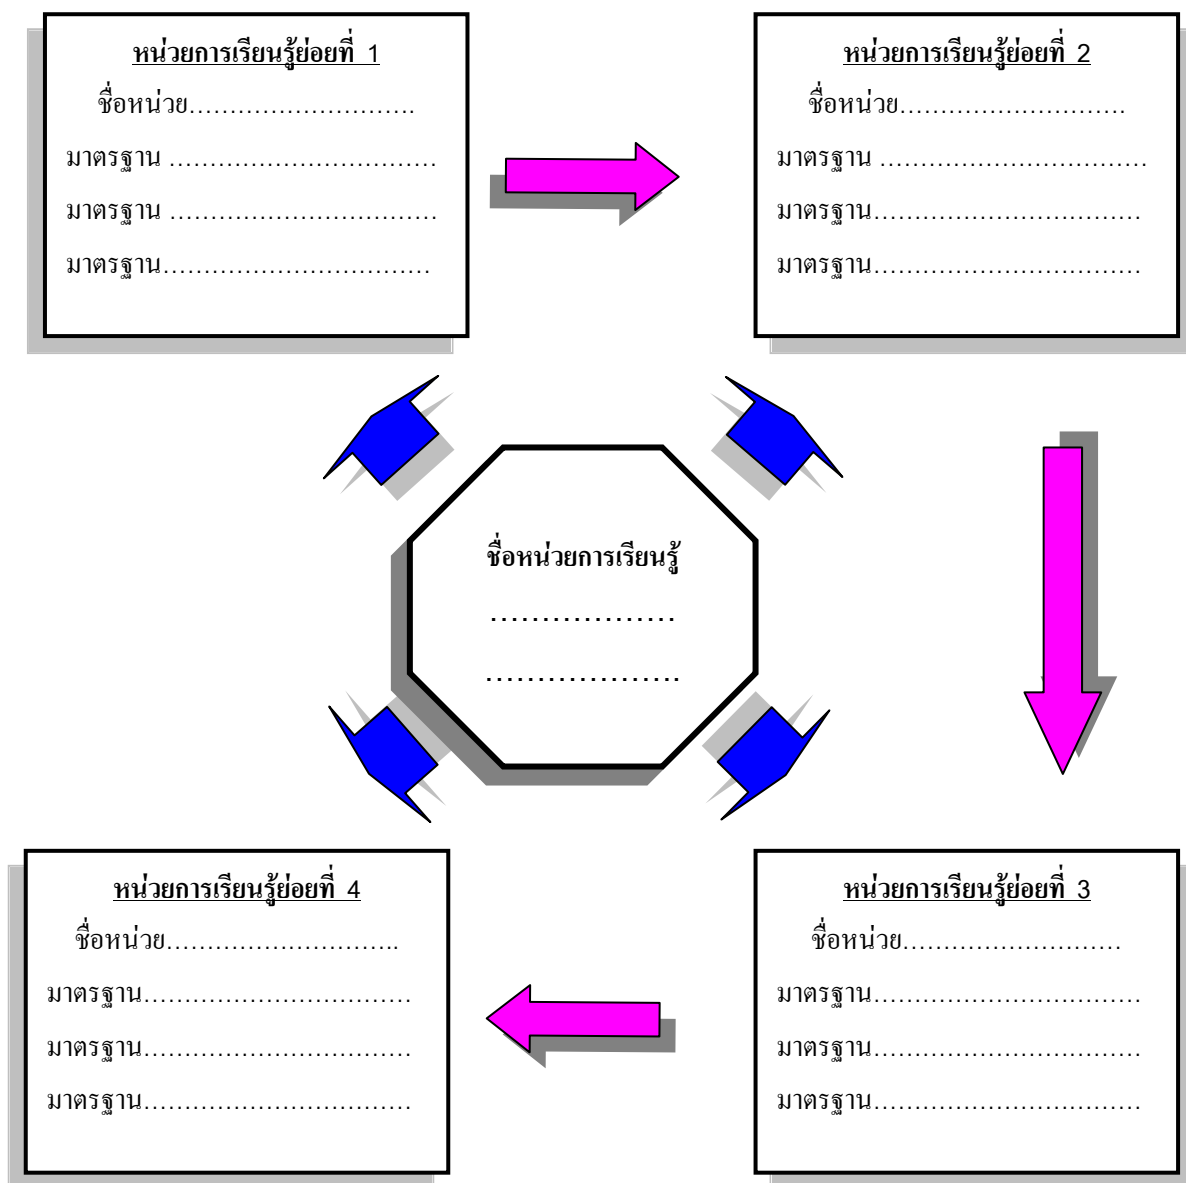 หน่วยการเรียนรู้ย่อยที่ 1
ชื่อหน่วย...........................
มาตรฐาน ................................
มาตรฐาน ................................
มาตรฐาน................................
หน่วยการเรียนรู้ย่อยที่ 2
ชื่อหน่วย...........................
มาตรฐาน ................................
มาตรฐาน................................
มาตรฐาน................................
ชื่อหน่วยการเรียนรู้
..................
...................
หน่วยการเรียนรู้ย่อยที่ 4
ชื่อหน่วย............................
มาตรฐาน................................
มาตรฐาน................................
มาตรฐาน................................
หน่วยการเรียนรู้ย่อยที่ 3
ชื่อหน่วย..........................
มาตรฐาน................................
มาตรฐาน................................
มาตรฐาน................................